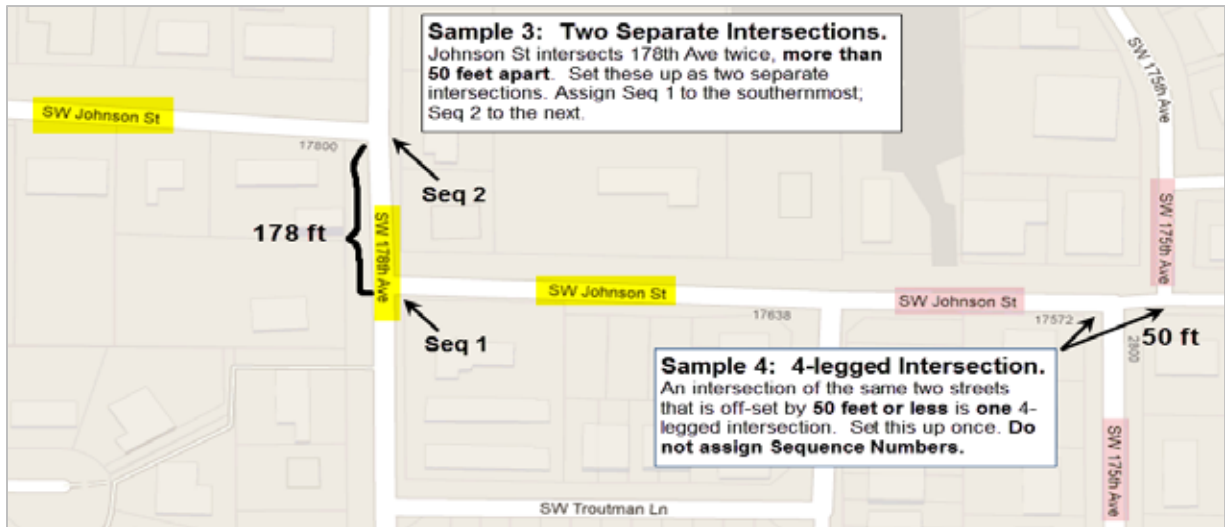 Sample 3: Two Separate Intersections.
Johnson St intersects 178th Ave twice, more than
50 feet apart. Set these up as two separate
intersections. Assign Seq 1 to the southernmost;
Seq 2 to the next.
SW 175th Ave
SW Johnson St
17800
Seq 2
SW 178th Ave
178 ft
SW 175th Ave
SW Johnson St
SW Johnson St
17638
17572
50 ft
Seq 1
2800
Sample 4: 4-legged Intersection.
An intersection of the same two streets
that is off-set by 50 feet or less is one 4-
legged intersection. Set this up once. Do
not assign Sequence Numbers.
SW 175th Ave
SW Troutman Ln